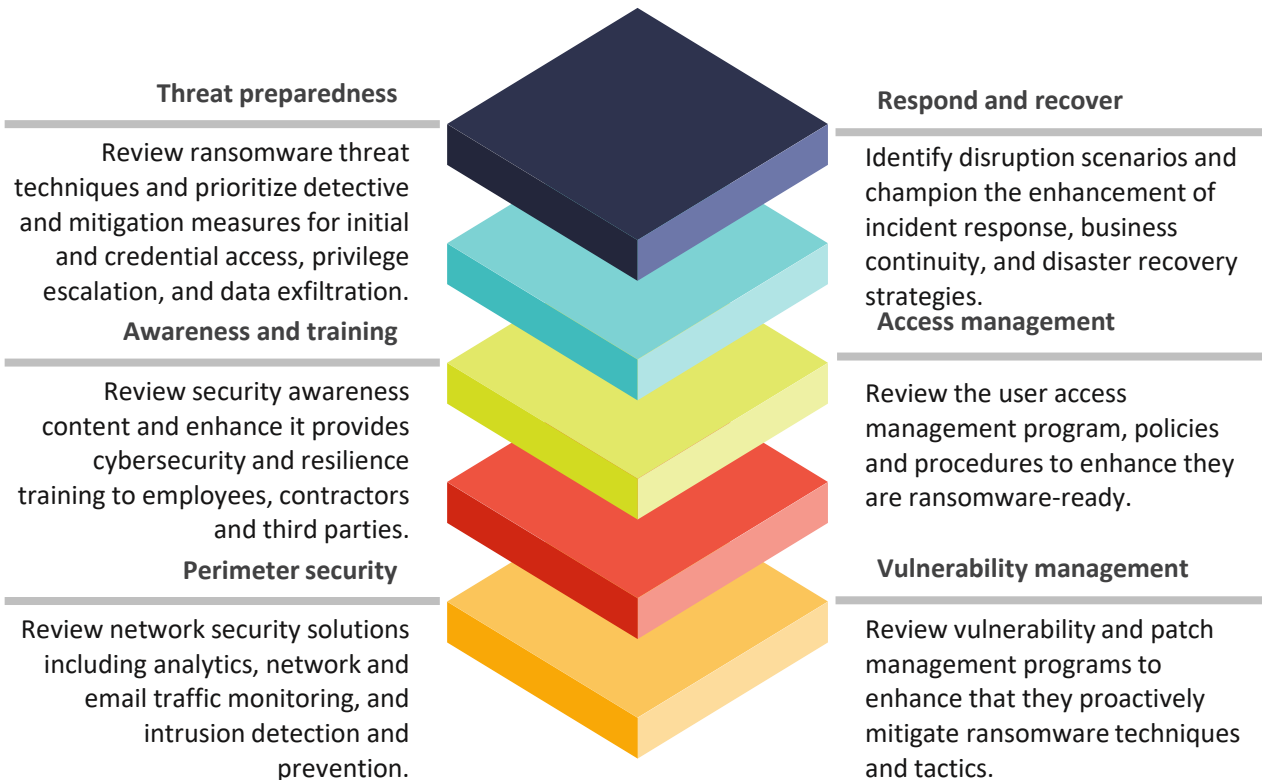 Threat preparedness
Review ransomware threat
techniques and prioritize detective
and mitigation measures for initial
and credential access, privilege
escalation, and data exfiltration.
Awareness and training
Review security awareness
content and enhance it provides
cybersecurity and resilience
training to employees, contractors
and third parties.
Perimeter security
Review network security solutions
including analytics, network and
email traffic monitoring, and
intrusion detection and
prevention.
Respond and recover
Identify disruption scenarios and
champion the enhancement of
incident response, business
continuity, and disaster recovery
strategies.
Access management
Review the user access
management program, policies
and procedures to enhance they
are ransomware-ready.
Vulnerability management
Review vulnerability and patch
management programs to
enhance that they proactively
mitigate ransomware techniques
and tactics.